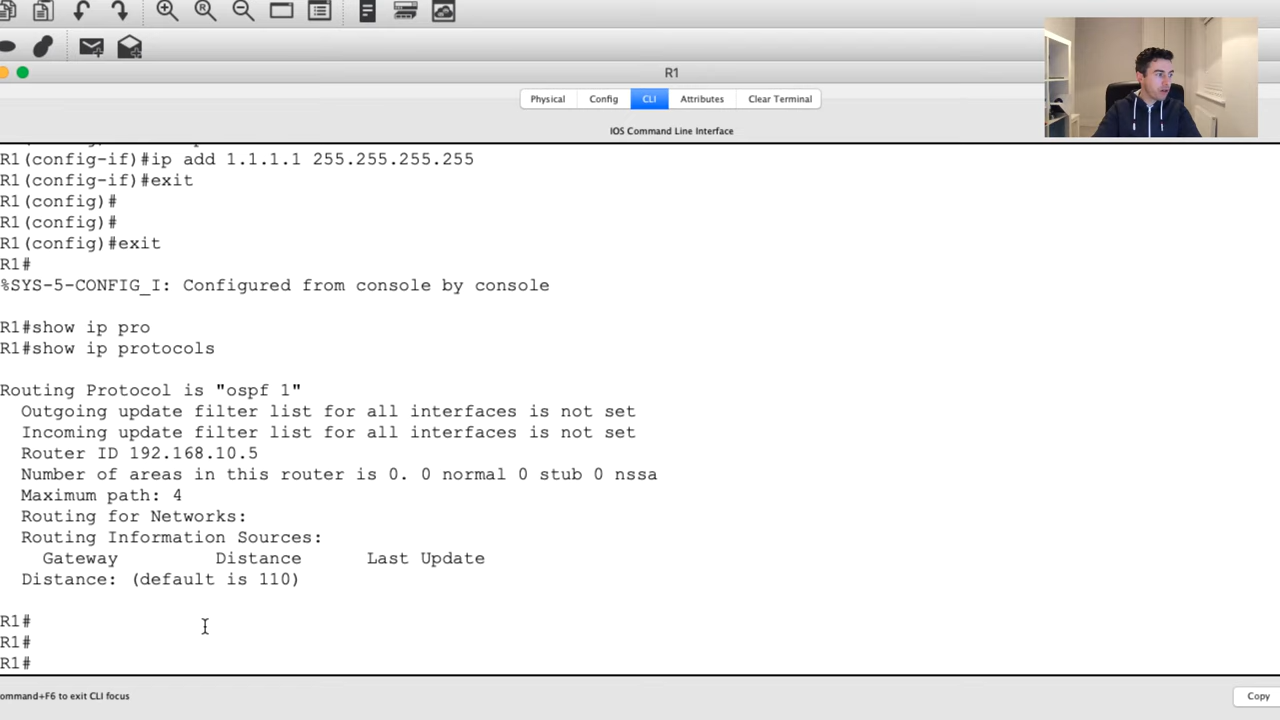 R1
Physical
Config
CLI
Attributes
Clear Terminal
IOS Command Line Interface
R1(config-if)#ip add 1.1.1.1 255.255.255.255
R1(config-if)#exit
R1(config)#
R1(config)#
R1(config)#exit
R1#
%SYS-5-CONFIG_I: Configured from console by console
R1#show ip pro
R1#show ip protocols
Routing Protocol is "ospf 1"
Outgoing update filter list for all interfaces is not set
Incoming update filter list for all interfaces is not set
Router ID 192.168.10.5
Number of areas in this router is 0. 0 normal 0 stub 0 nssa
Maximum path: 4
Routing for Networks:
Routing Information Sources:
Gateway Distance Last Update
Distance: (default is 110)
R1#
R1#
R1#
ommand+F6 to exit CLI focus
Copy